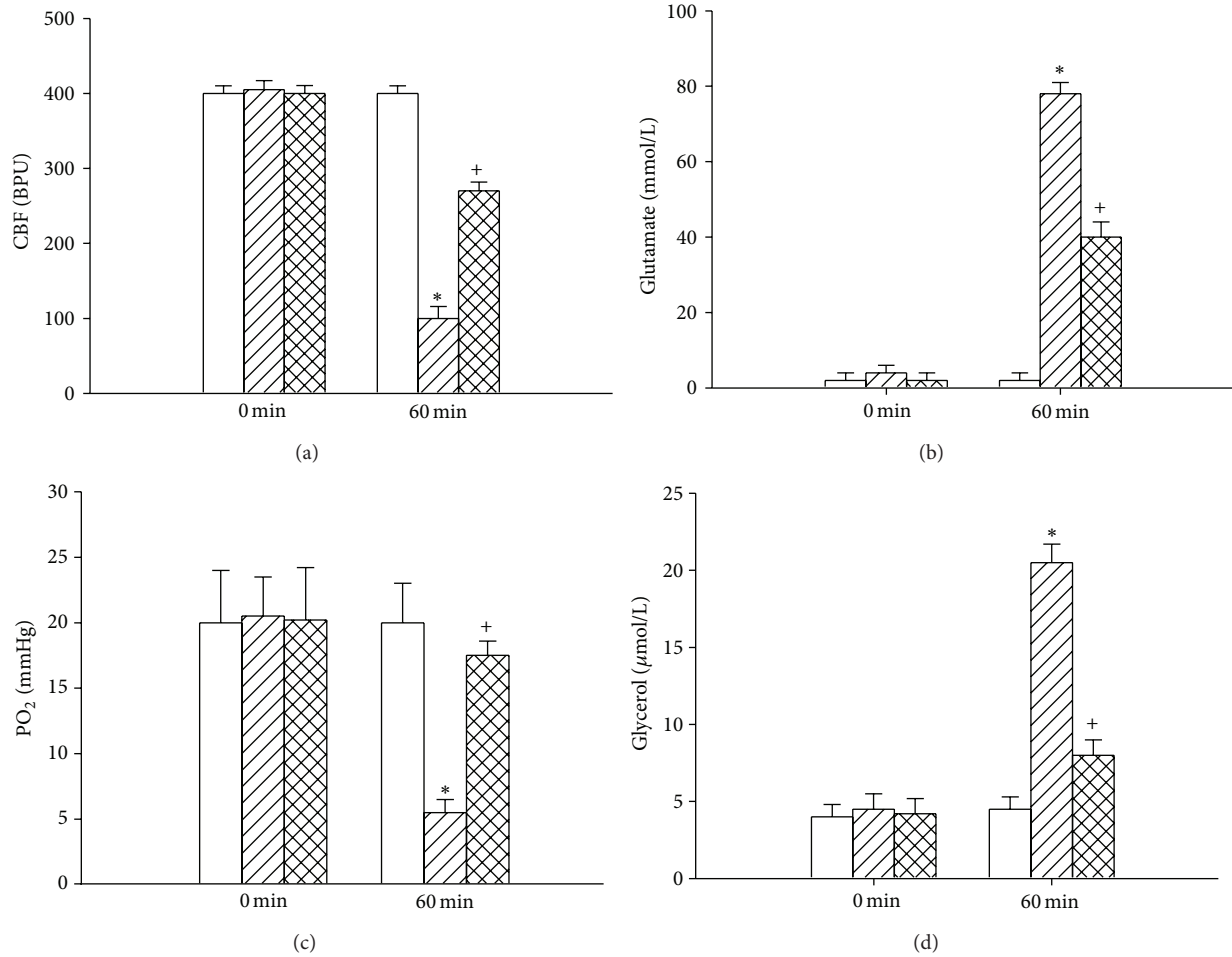 500
400
300
200
100
0
CBF (BPU)
*
+
0 min
60 min
(a)
100
80
60
40
20
0
Glutamate (mmol/L)
*
+
0 min
60 min
(b)
30
25
20
15
10
5
0
PO₂ (mmHg)
*
+
0 min
60 min
(c)
25
20
15
10
5
0
Glycerol (μmol/L)
*
+
0 min
60 min
(d)